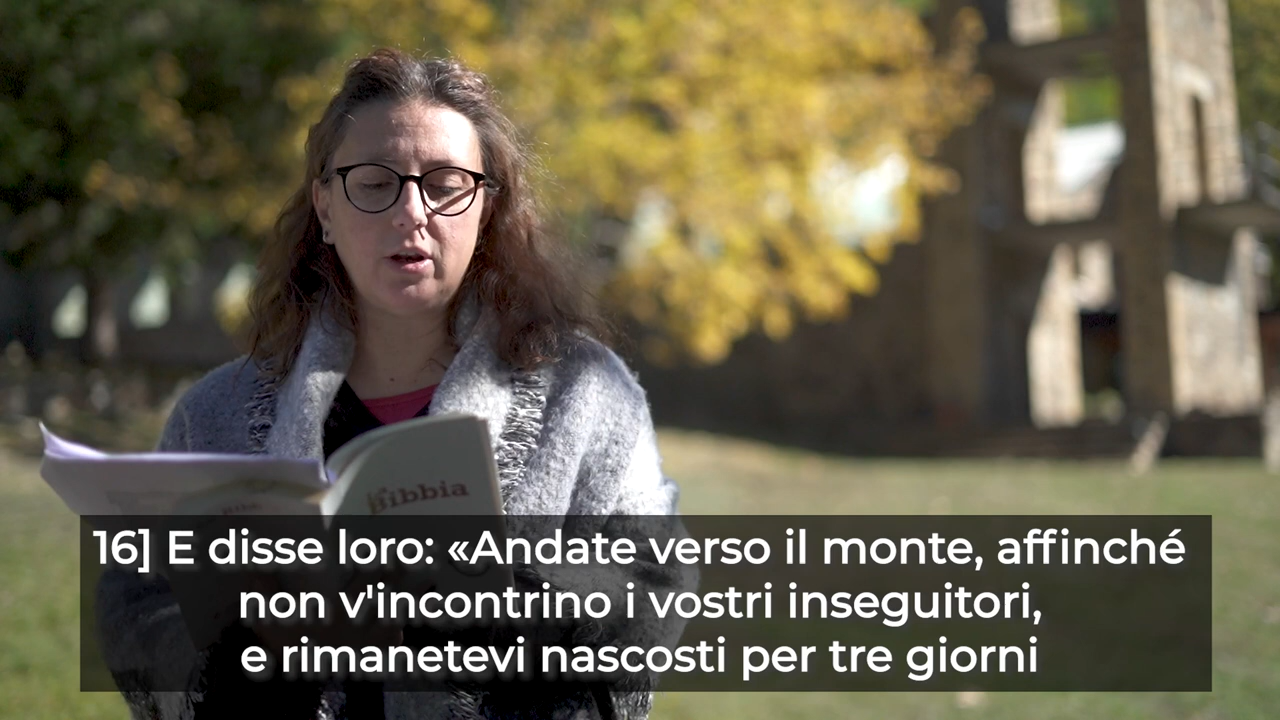 Bibbia
16] E disse loro: «Andate verso il monte, affinché
non v'incontrino i vostri inseguitori,
e rimanetevi nascosti per tre giorni